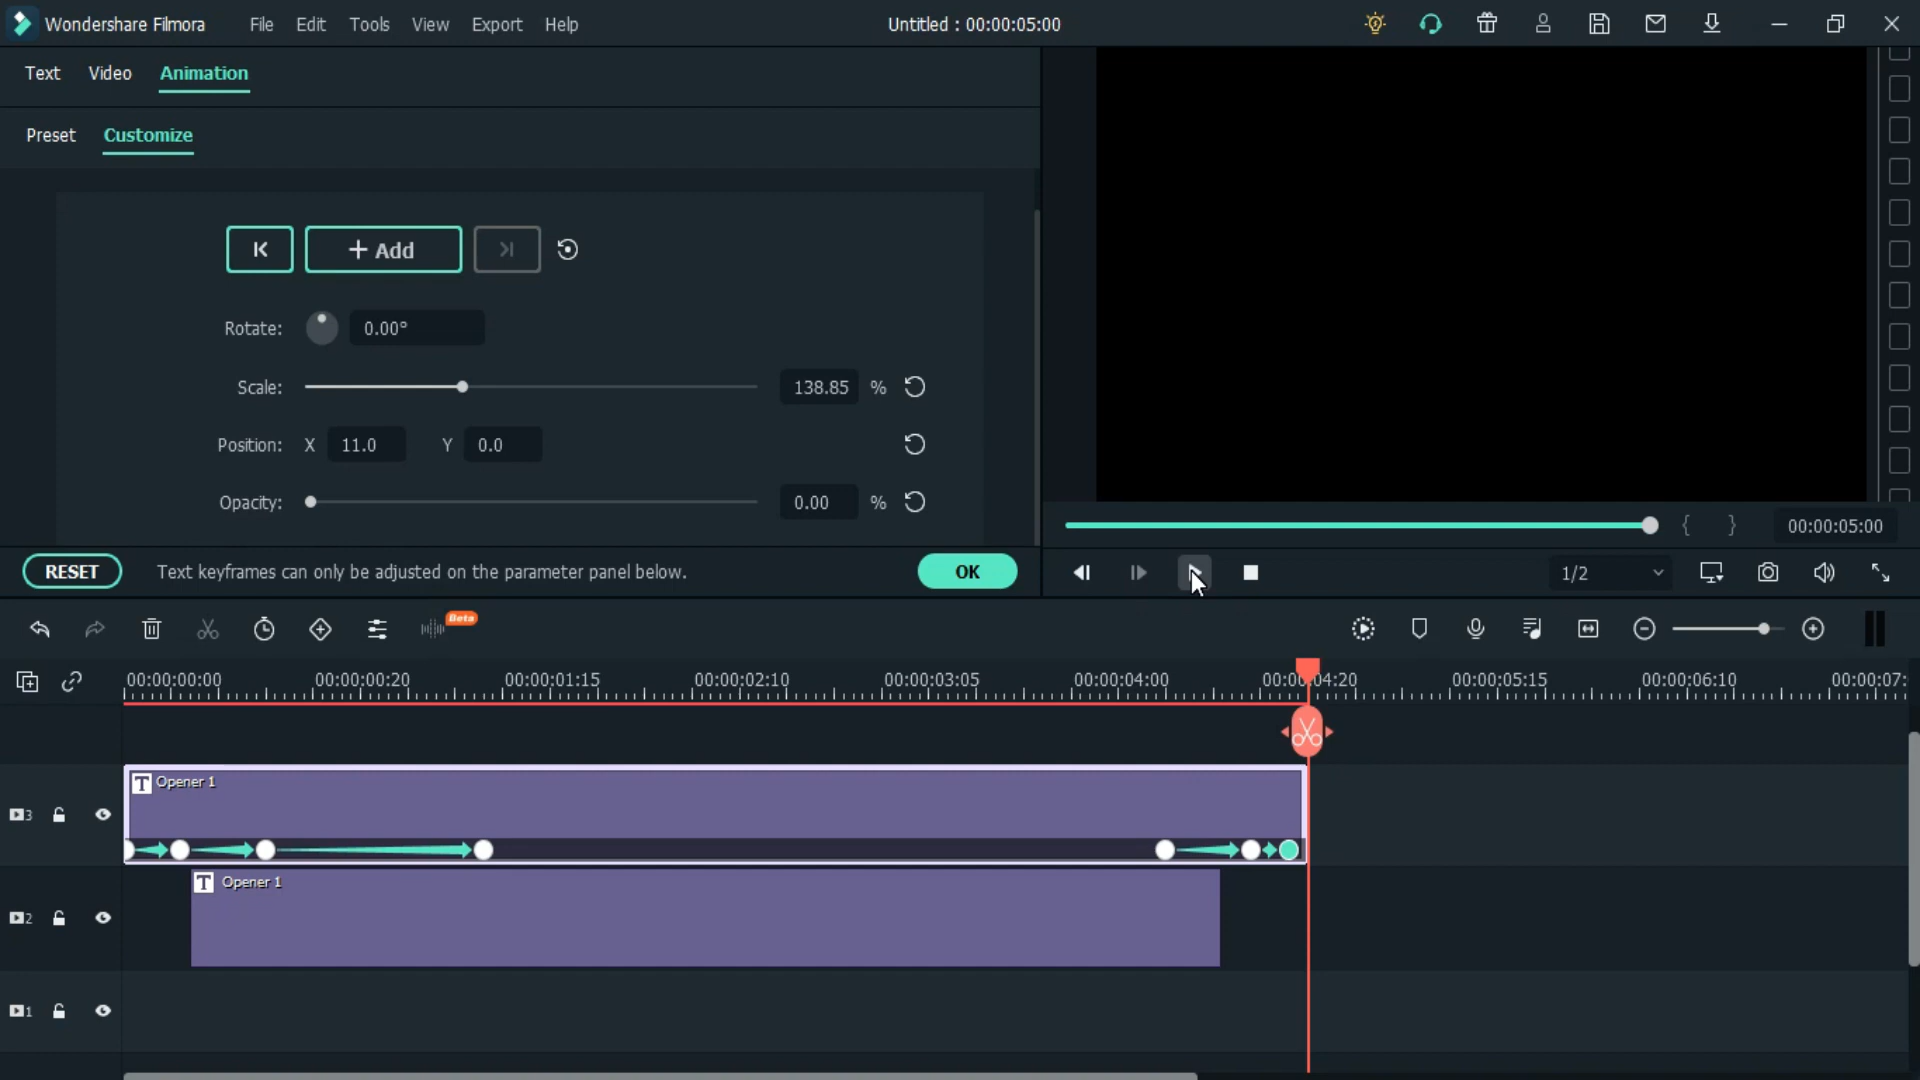 Wondershare Filmora File Edit Tools View Export Help Untitled : 00:00:05:00
Text Video Animation
Preset Customize
+ Add
Rotate: 0.00°
Scale: 138.85 %
Position: X 11.0 Y 0.0
Opacity: 0.00 %
{ } 00:00:05:00
RESET Text keyframes can only be adjusted on the parameter panel below. OK
1/2
Beta
00:00:00:00 00:00:00:20 00:00:01:15 00:00:02:10 00:00:03:05 00:00:04:00 00:00:04:20 00:00:05:15 00:00:06:10 00:00:07:
T Opener 1
3
T Opener 1
2
1